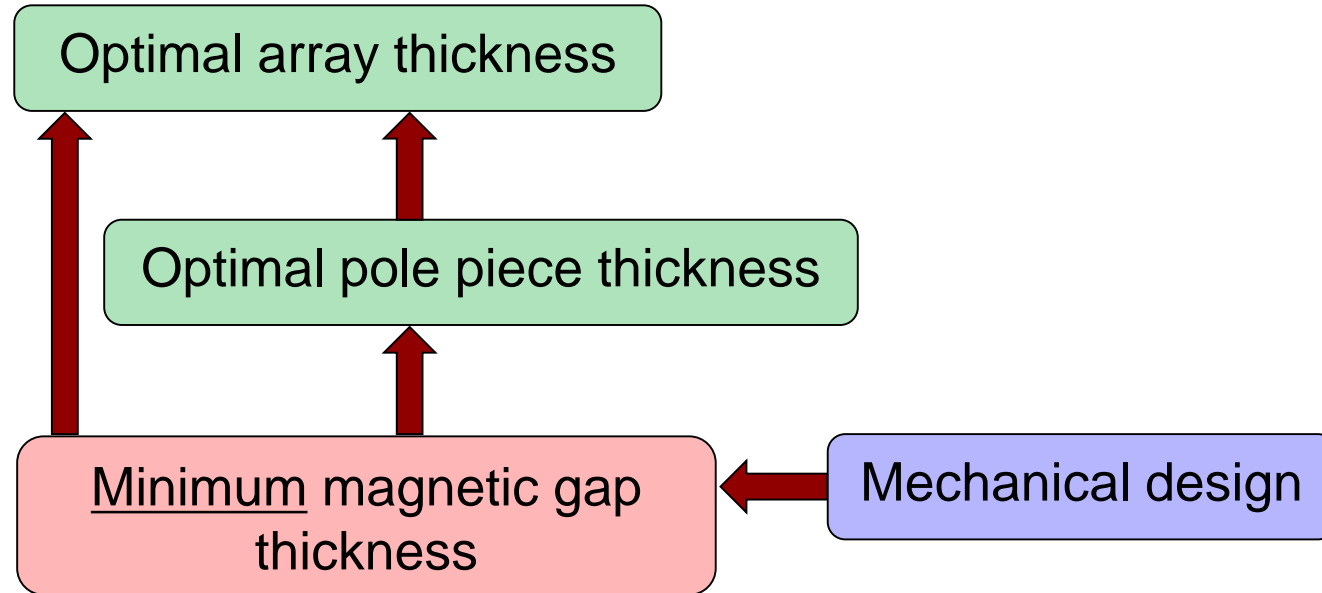 Optimal array thickness
Optimal pole piece thickness
Minimum magnetic gap
thickness
Mechanical design